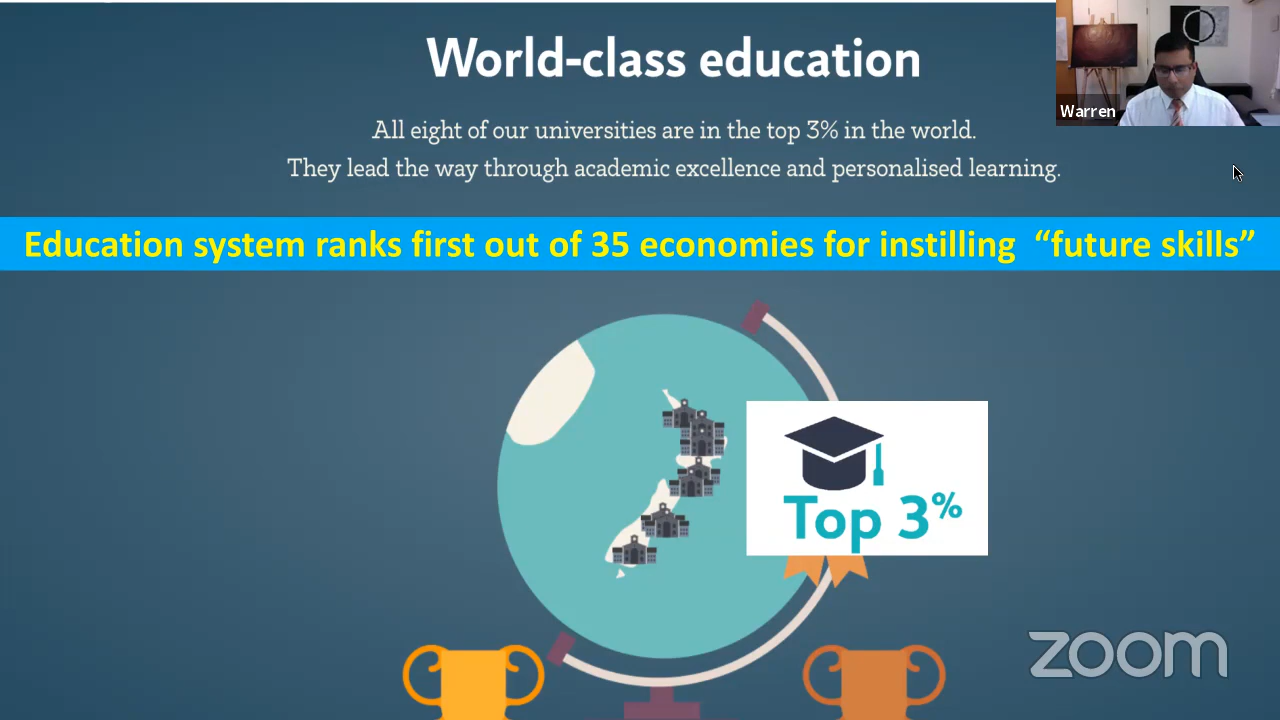 World-class education
Warren
All eight of our universities are in the top 3% in the world.
They lead the way through academic excellence and personalised learning.
Education system ranks first out of 35 economies for instilling “future skills”
Top 3%
zoom